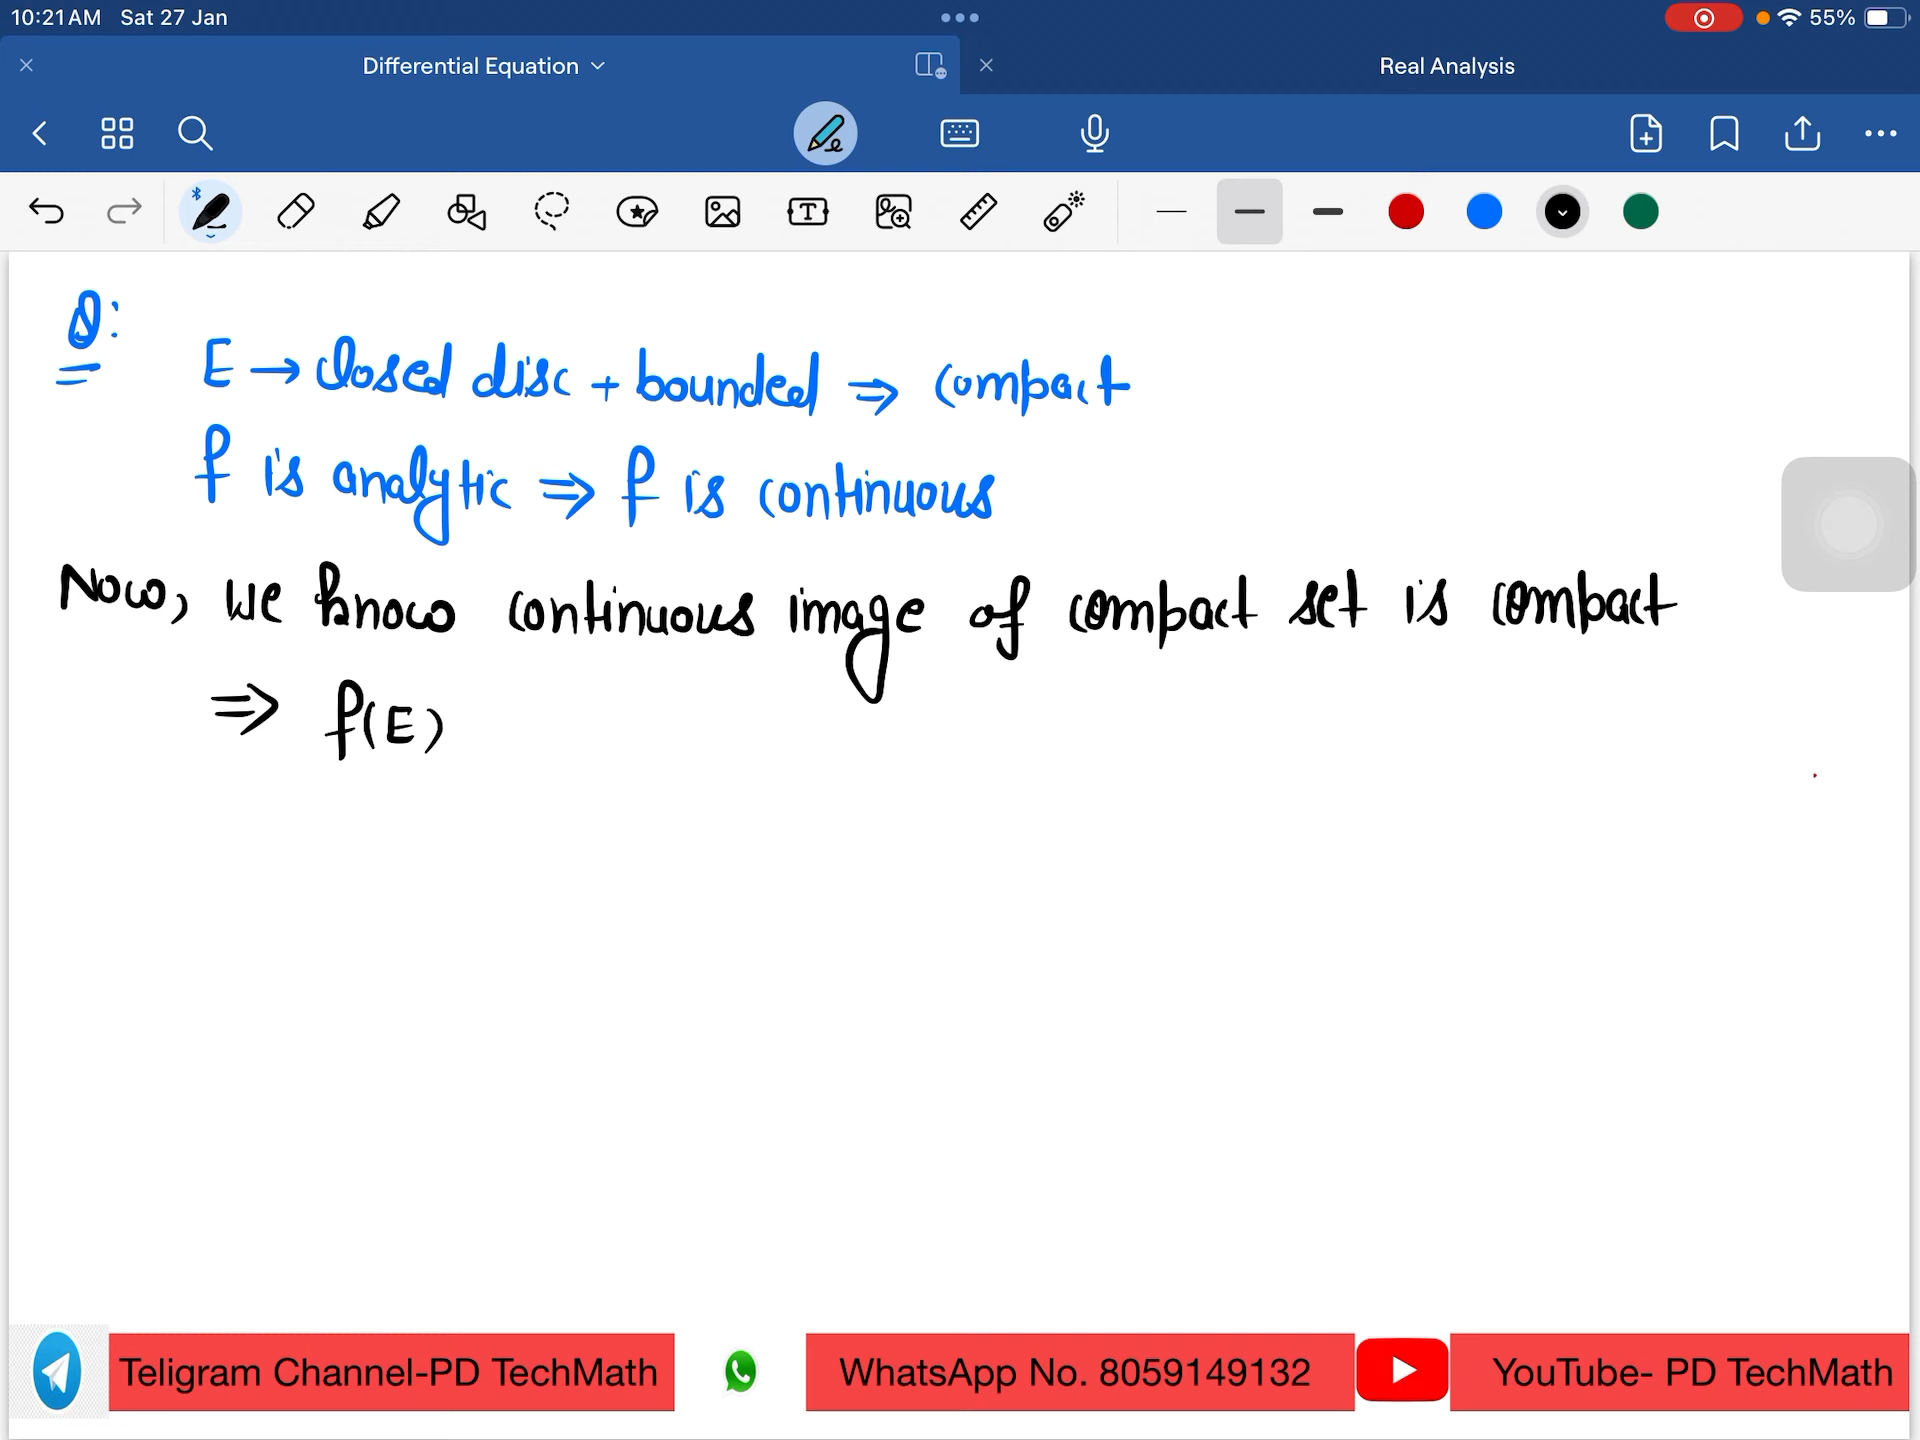 10:21 AM Sat 27 Jan
55%
Differential Equation
Real Analysis
Q:
E → closed disc + bounded ⇒ compact
f is analytic ⇒ f is continuous
Now, we know continuous image of compact set is compact
⇒ f(E)
Teligram Channel-PD TechMath
WhatsApp No. 8059149132
YouTube- PD TechMath